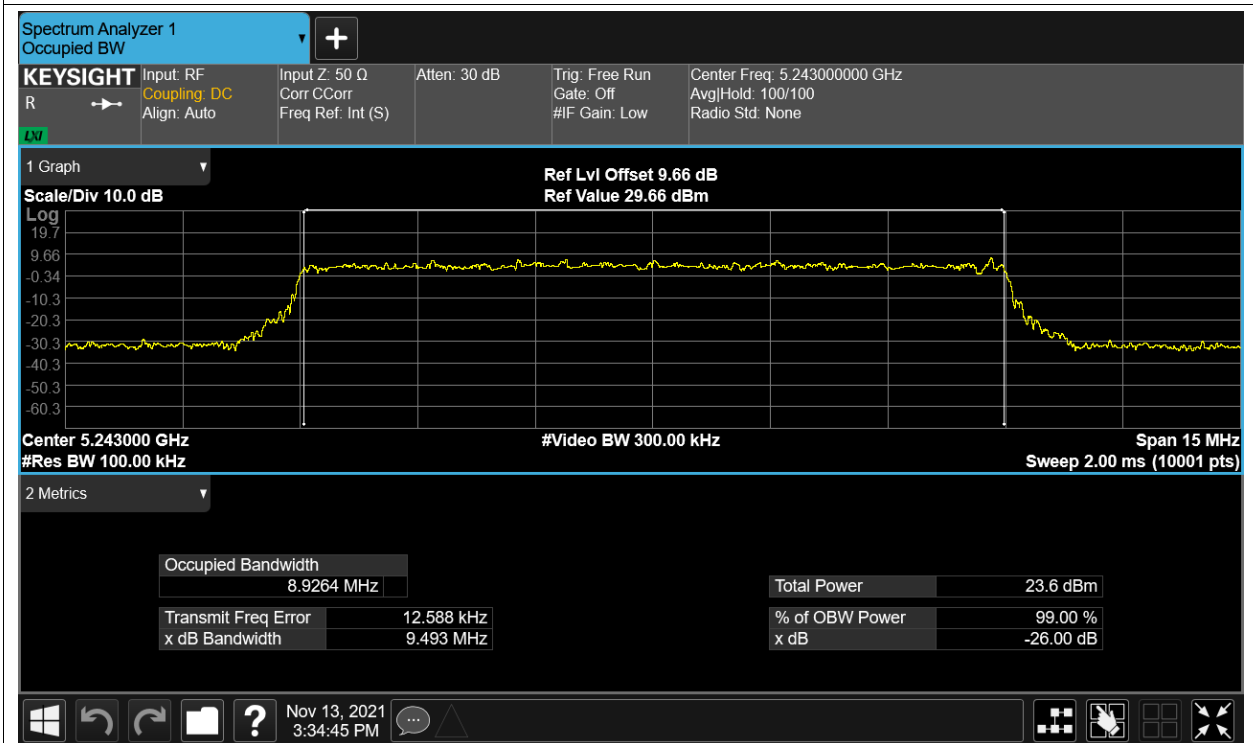 Spectrum Analyzer 1
Occupied BW
KEYSIGHT
R
LXI
Input: RF
Coupling: DC
Align: Auto
Input Z: 50 Ω
Corr CCorr
Freq Ref: Int (S)
Atten: 30 dB
Trig: Free Run
Gate: Off
#IF Gain: Low
Center Freq: 5.243000000 GHz
Avg|Hold: 100/100
Radio Std: None
1 Graph
Scale/Div 10.0 dB
Ref Lvl Offset 9.66 dB
Ref Value 29.66 dBm
Log
19.7
9.66
-0.34
-10.3
-20.3
-30.3
-40.3
-50.3
-60.3
Center 5.243000 GHz
#Video BW 300.00 kHz
Span 15 MHz
#Res BW 100.00 kHz
Sweep 2.00 ms (10001 pts)
2 Metrics
Occupied Bandwidth
8.9264 MHz
Transmit Freq Error 12.588 kHz
x dB Bandwidth 9.493 MHz
Total Power 23.6 dBm
% of OBW Power 99.00 %
x dB -26.00 dB
?
Nov 13, 2021
3:34:45 PM